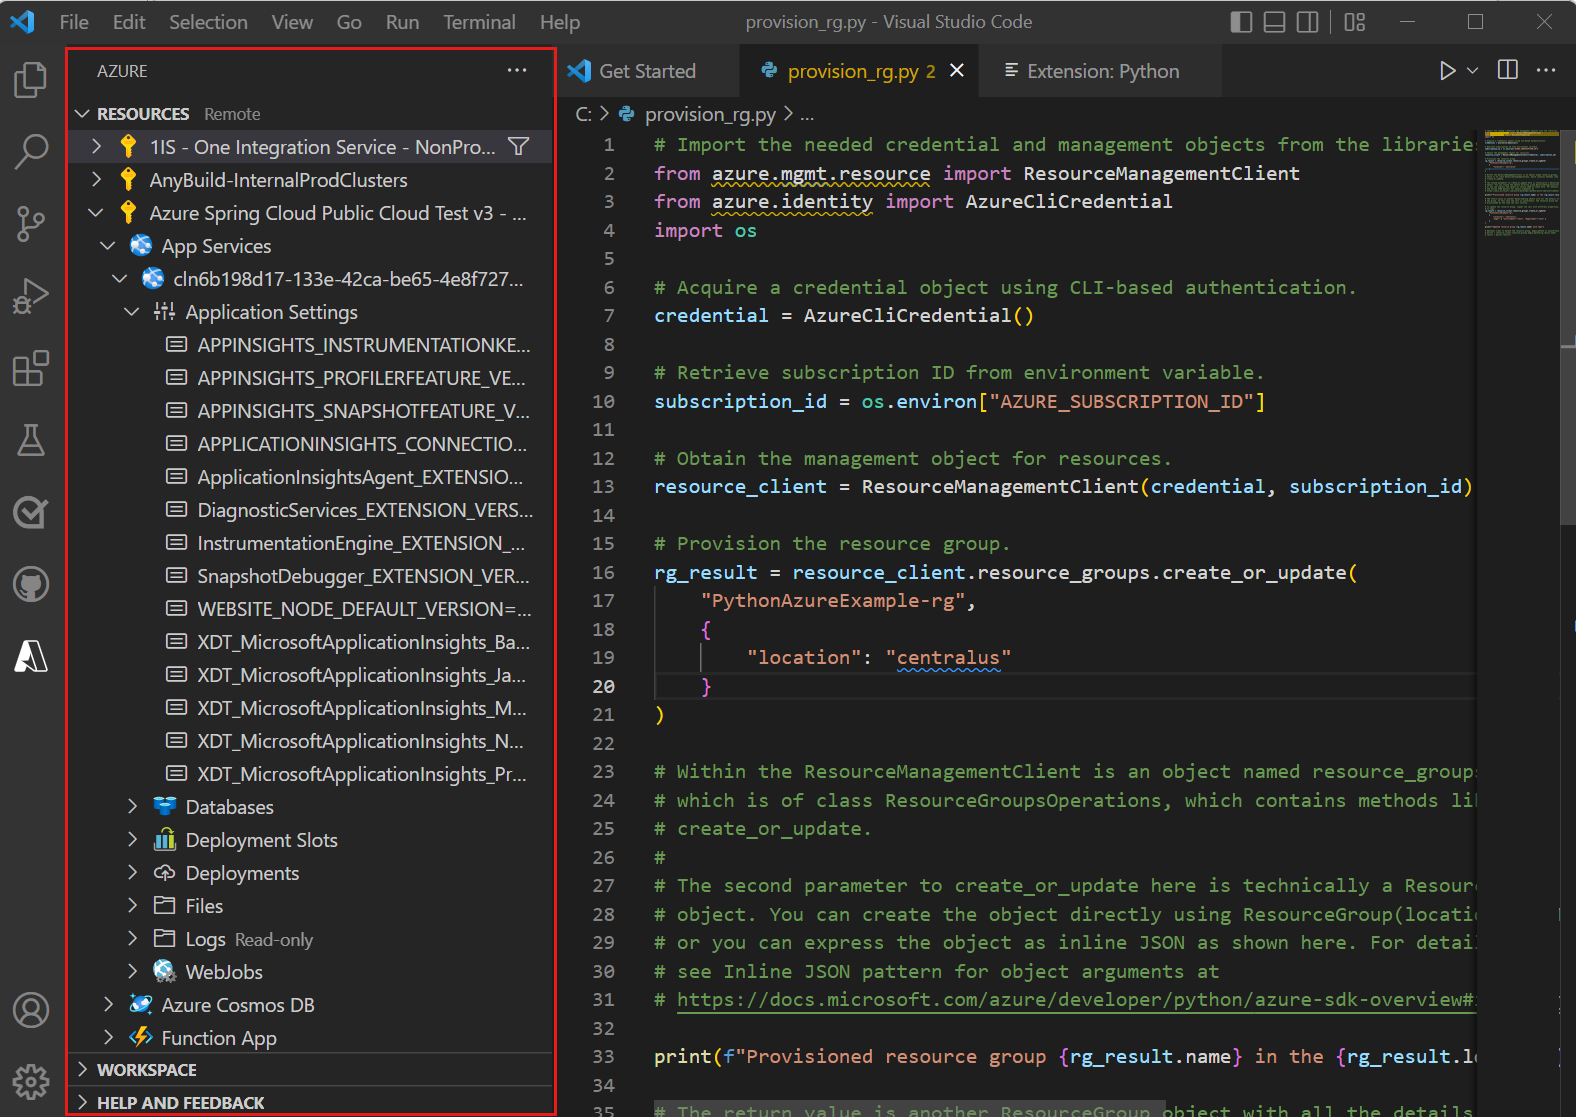 File Edit Selection View Go Run Terminal Help provision_rg.py - Visual Studio Code
AZURE
RESOURCES Remote
1IS - One Integration Service - NonPro...
AnyBuild-InternalProdClusters
Azure Spring Cloud Public Cloud Test v3 - ...
App Services
cln6b198d17-133e-42ca-be65-4e8f727...
Application Settings
APPINSIGHTS_INSTRUMENTATIONKE...
APPINSIGHTS_PROFILERFEATURE_VE...
APPINSIGHTS_SNAPSHOTFEATURE_V...
APPLICATIONINSIGHTS_CONNECTIO...
ApplicationInsightsAgent_EXTENSIO...
DiagnosticServices_EXTENSION_VERS...
InstrumentationEngine_EXTENSION_...
SnapshotDebugger_EXTENSION_VER...
WEBSITE_NODE_DEFAULT_VERSION=...
XDT_MicrosoftApplicationInsights_Ba...
XDT_MicrosoftApplicationInsights_Ja...
XDT_MicrosoftApplicationInsights_M...
XDT_MicrosoftApplicationInsights_N...
XDT_MicrosoftApplicationInsights_Pr...
Databases
Deployment Slots
Deployments
Files
Logs Read-only
WebJobs
Azure Cosmos DB
Function App
WORKSPACE
HELP AND FEEDBACK
Get Started provision_rg.py 2 Extension: Python
C: > provision_rg.py > ...
1 # Import the needed credential and management objects from the libraries
2 from azure.mgmt.resource import ResourceManagementClient
3 from azure.identity import AzureCliCredential
4 import os
5
6 # Acquire a credential object using CLI-based authentication.
7 credential = AzureCliCredential()
8
9 # Retrieve subscription ID from environment variable.
10 subscription_id = os.environ["AZURE_SUBSCRIPTION_ID"]
11
12 # Obtain the management object for resources.
13 resource_client = ResourceManagementClient(credential, subscription_id)
14
15 # Provision the resource group.
16 rg_result = resource_client.resource_groups.create_or_update(
17 "PythonAzureExample-rg",
18 {
19 "location": "centralus"
20 }
21 )
22
23 # Within the ResourceManagementClient is an object named resource_groups
24 # which is of class ResourceGroupsOperations, which contains methods li
25 # create_or_update.
26 #
27 # The second parameter to create_or_update here is technically a Resour
28 # object. You can create the object directly using ResourceGroup(locati
29 # or you can express the object as inline JSON as shown here. For detai
30 # see Inline JSON pattern for object arguments at
31 # https://docs.microsoft.com/azure/developer/python/azure-sdk-overview#
32
33 print(f"Provisioned resource group {rg_result.name} in the {rg_result.l
34
35 # The return value is another ResourceGroup object with all the details